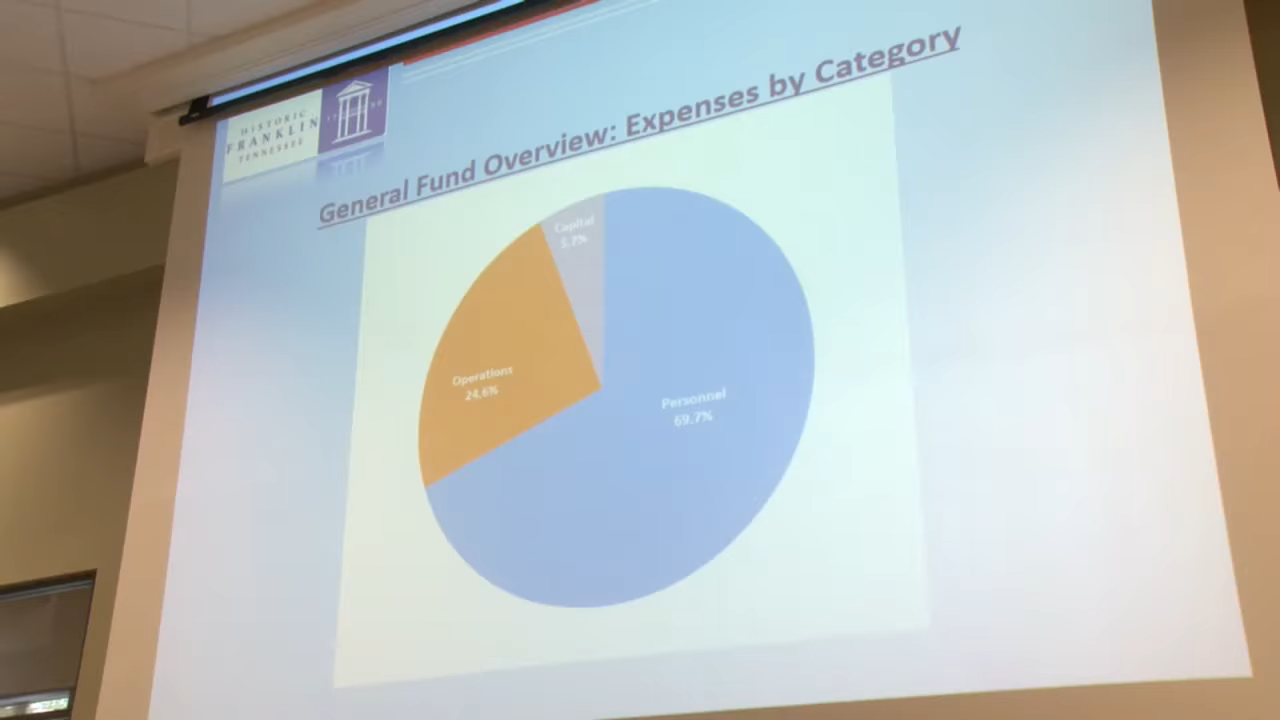 HISTORIC
FRANKLIN
TENNESSEE
General Fund Overview: Expenses by Category
Capital
5.7%
Operations
24.6%
Personnel
69.7%